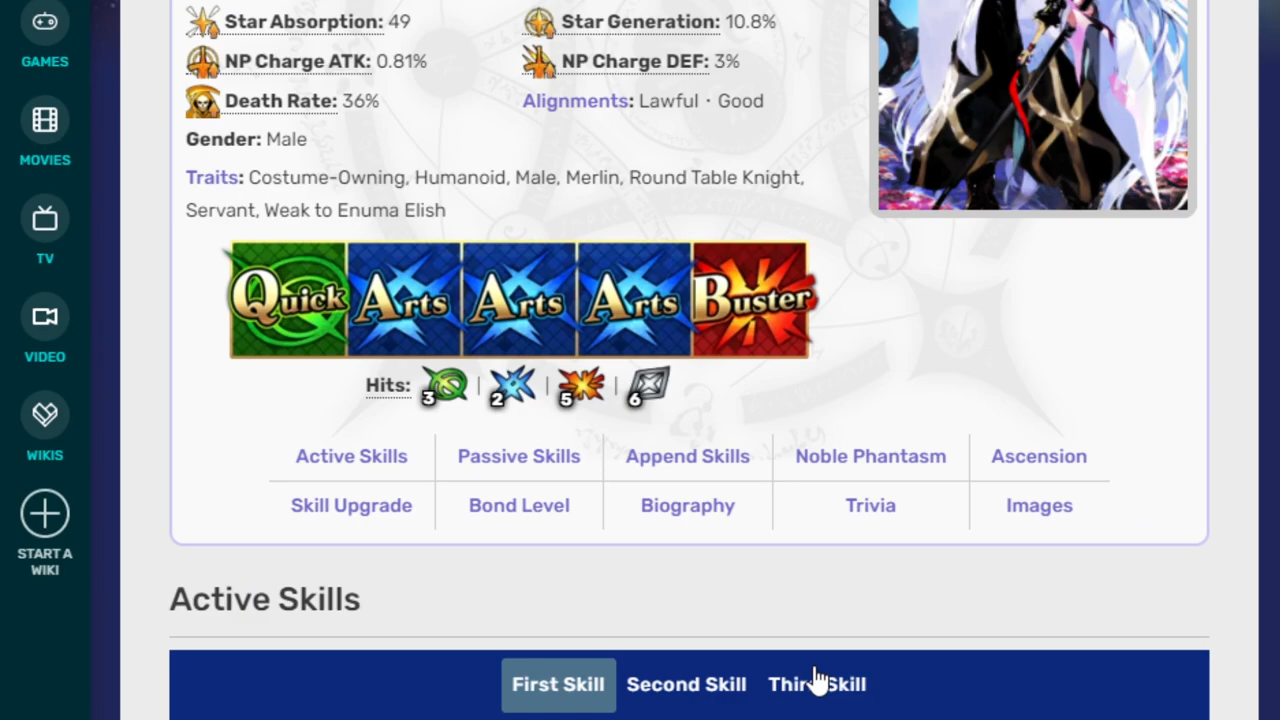 GAMES
MOVIES
TV
VIDEO
WIKIS
START A
WIKI
Star Absorption: 49
Star Generation: 10.8%
NP Charge ATK: 0.81%
NP Charge DEF: 3%
Death Rate: 36%
Alignments: Lawful · Good
Gender: Male
Traits: Costume-Owning, Humanoid, Male, Merlin, Round Table Knight,
Servant, Weak to Enuma Elish
Quick Arts Arts Arts Buster
Hits: 3 | 2 | 5 | 6
Active Skills Passive Skills Append Skills Noble Phantasm Ascension
Skill Upgrade Bond Level Biography Trivia Images
Active Skills
First Skill Second Skill Third Skill